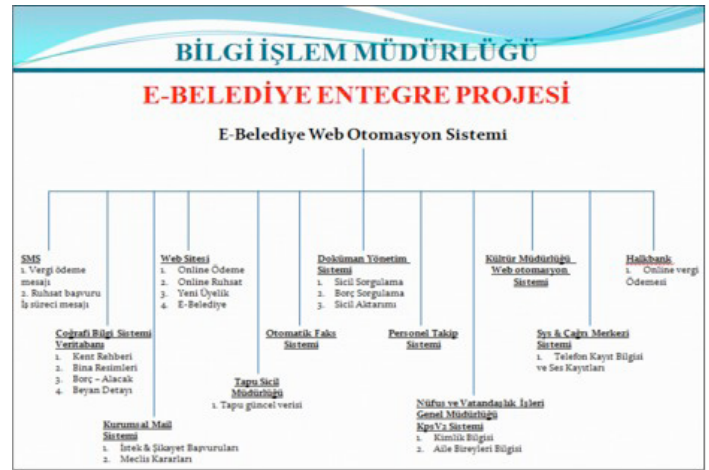 BİLGİ İŞLEM MÜDÜRLÜĞÜ
E-BELEDİYE ENTEGRE PROJESİ
E-Belediye Web Otomasyon Sistemi
SMS
1. Vergi ödeme
mesajı
2. Ruhsat başvuru
İş süreci mesajı
Web Sitesi
1. Online Ödeme
2. Online Ruhsat
3. Yeni Üyelik
4. E-Belediye
Doküman Yönetim
Sistemi
1. Sicil Sorgulama
2. Borç Sorgulama
3. Sicil Aktarımı
Kültür Müdürlüğü
Web otomasyon
Sistemi
Halkbank
1. Online vergi
Ödemesi
Coğrafi Bilgi Sistemi
Veritabanı
1. Kent Rehberi
2. Bina Resimleri
3. Borç – Alacak
4. Beyan Detayı
Otomatik Faks
Sistemi
Personel Takip
Sistemi
Sys & Çağrı Merkezi
Sistemi
1. Telefon Kayıt Bilgisi
ve Ses Kayıtları
Tapu Sicil
Müdürlüğü
1. Tapu güncel verisi
Nüfus ve Vatandaşlık İşleri
Genel Müdürlüğü
KpsV2 Sistemi
1. Kimlik Bilgisi
2. Aile Bireyleri Bilgisi
Kurumsal Mail
Sistemi
1. İstek & Şikayet Başvuruları
2. Meclis Kararları